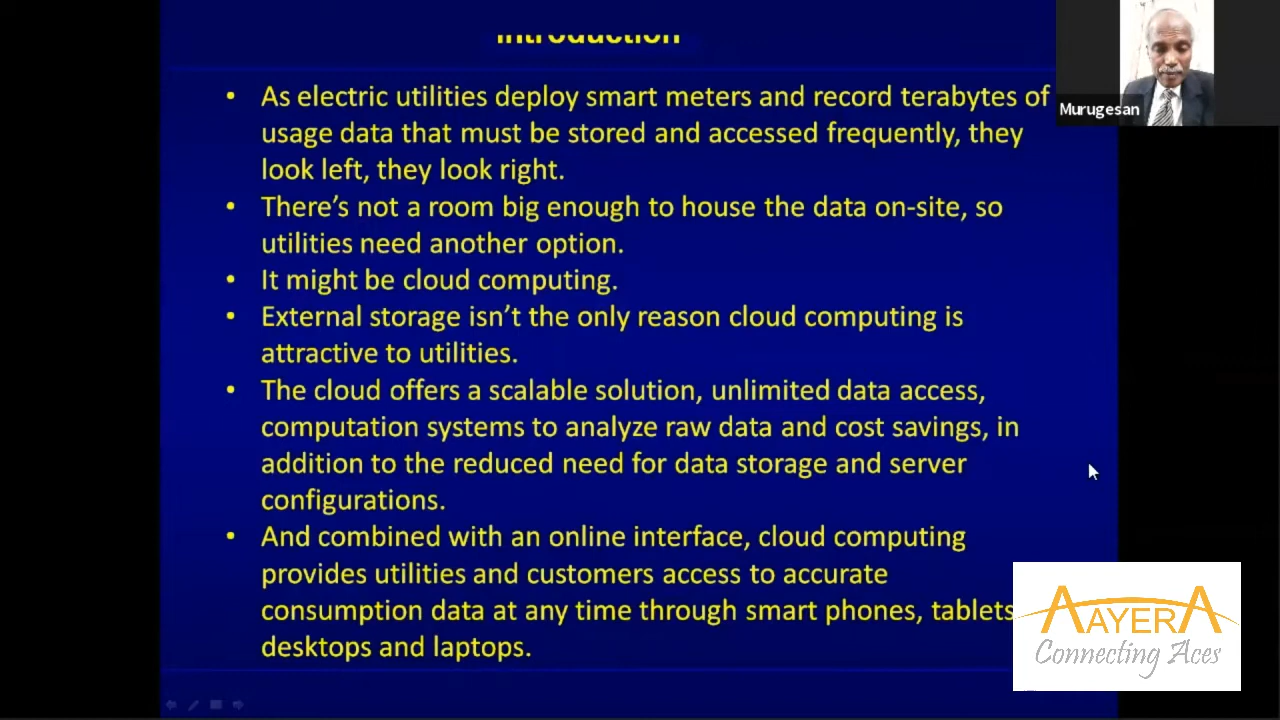 Introduction
• As electric utilities deploy smart meters and record terabytes of
usage data that must be stored and accessed frequently, they
look left, they look right.
• There’s not a room big enough to house the data on-site, so
utilities need another option.
• It might be cloud computing.
• External storage isn’t the only reason cloud computing is
attractive to utilities.
• The cloud offers a scalable solution, unlimited data access,
computation systems to analyze raw data and cost savings, in
addition to the reduced need for data storage and server
configurations.
• And combined with an online interface, cloud computing
provides utilities and customers access to accurate
consumption data at any time through smart phones, tablets
desktops and laptops.
Murugesan
AAYERA
Connecting Aces